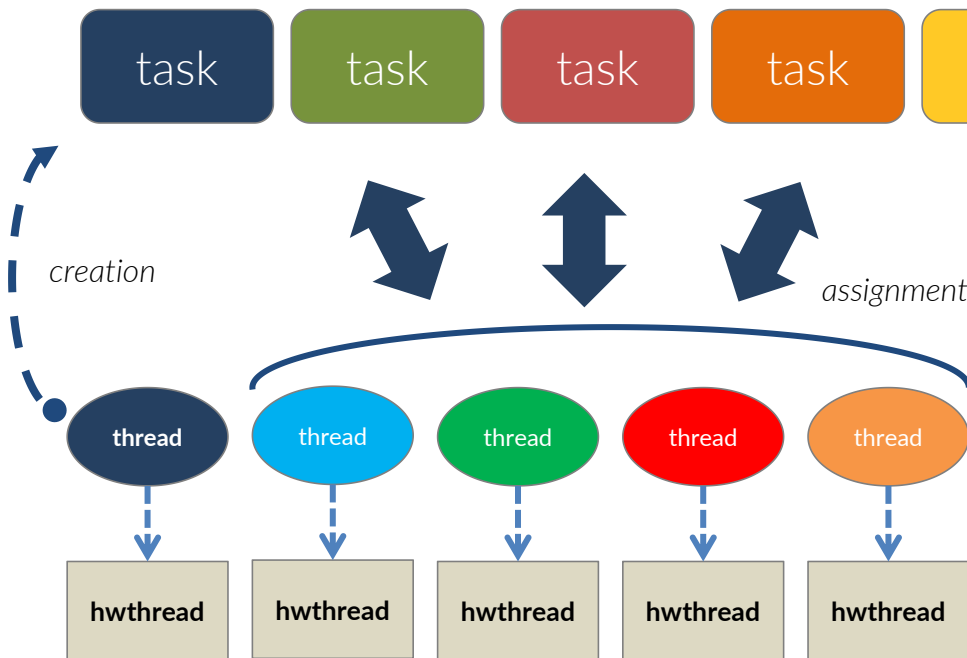 task task task task
creation
assignment
thread thread thread thread thread
hwthread hwthread hwthread hwthread hwthread